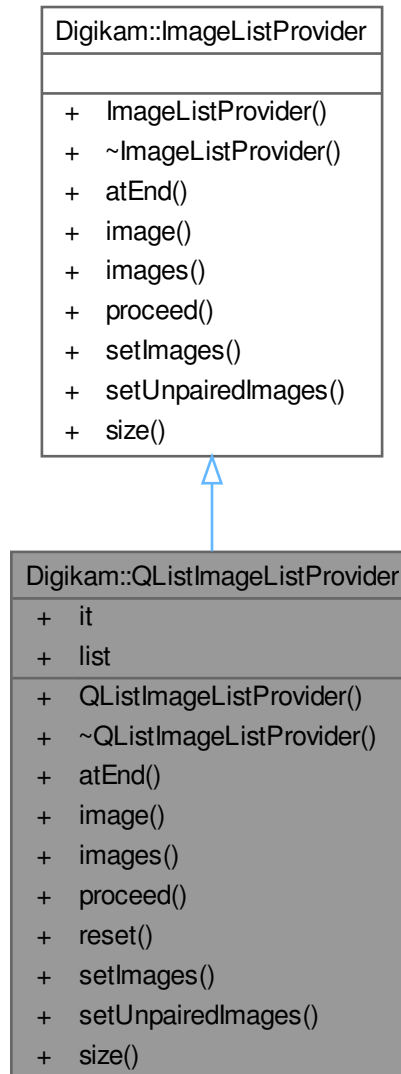 Digikam::ImageListProvider
+ ImageListProvider()
+ ~ImageListProvider()
+ atEnd()
+ image()
+ images()
+ proceed()
+ setImages()
+ setUnpairedImages()
+ size()
Digikam::QListImageListProvider
+ it
+ list
+ QListImageListProvider()
+ ~QListImageListProvider()
+ atEnd()
+ image()
+ images()
+ proceed()
+ reset()
+ setImages()
+ setUnpairedImages()
+ size()